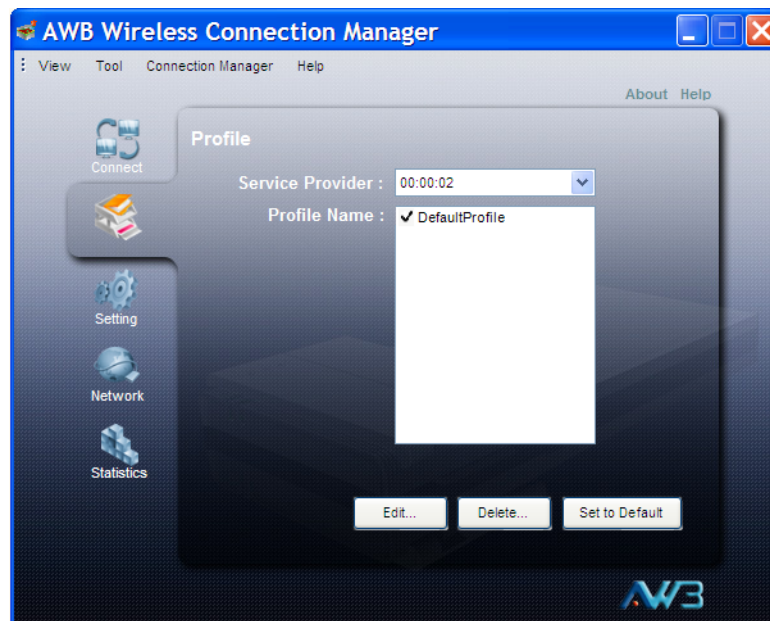 AWB Wireless Connection Manager
View Tool Connection Manager Help
About Help
Connect
Profile
Service Provider : 00:00:02
Profile Name : DefaultProfile
Setting
Network
Statistics
Edit... Delete... Set to Default
AWB